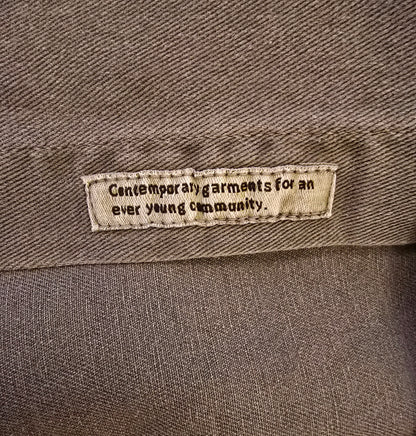 Contemporary garments for an
ever young community.